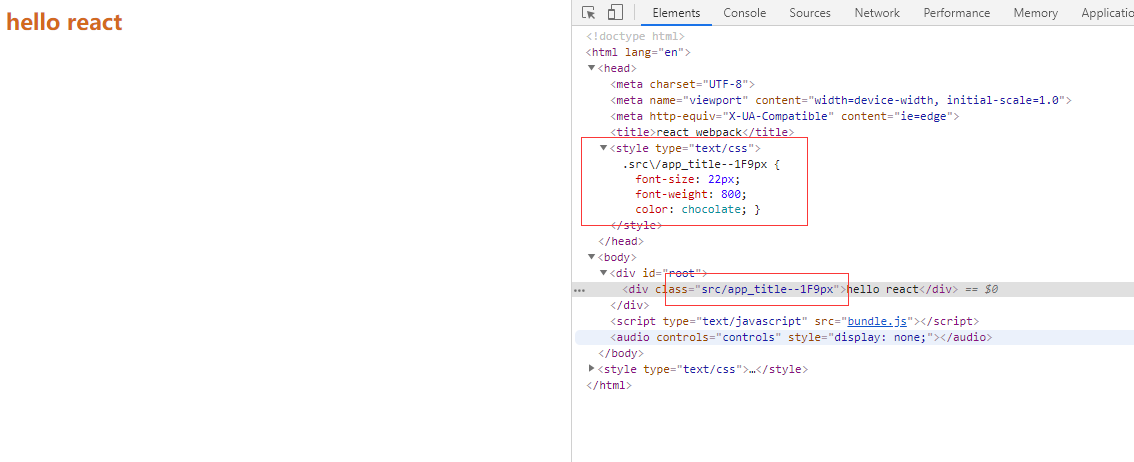 hello react
Elements Console Sources Network Performance Memory Applicatio
<!doctype html>
<html lang="en">
<head>
<meta charset="UTF-8">
<meta name="viewport" content="width=device-width, initial-scale=1.0">
<meta http-equiv="X-UA-Compatible" content="ie=edge">
<title>react webpack</title>
<style type="text/css">
.src\/app_title--1F9px {
font-size: 22px;
font-weight: 800;
color: chocolate; }
</style>
</head>
<body>
<div id="root">
<div class="src/app_title--1F9px">hello react</div> == $0
</div>
<script type="text/javascript" src="bundle.js"></script>
<audio controls="controls" style="display: none;"></audio>
</body>
<style type="text/css">…</style>
</html>